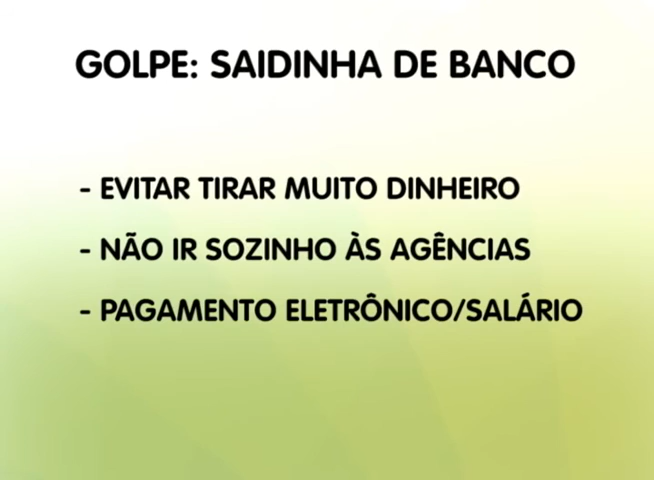 GOLPE: SAIDINHA DE BANCO
- EVITAR TIRAR MUITO DINHEIRO
- NÃO IR SOZINHO ÀS AGÊNCIAS
- PAGAMENTO ELETRÔNICO/SALÁRIO